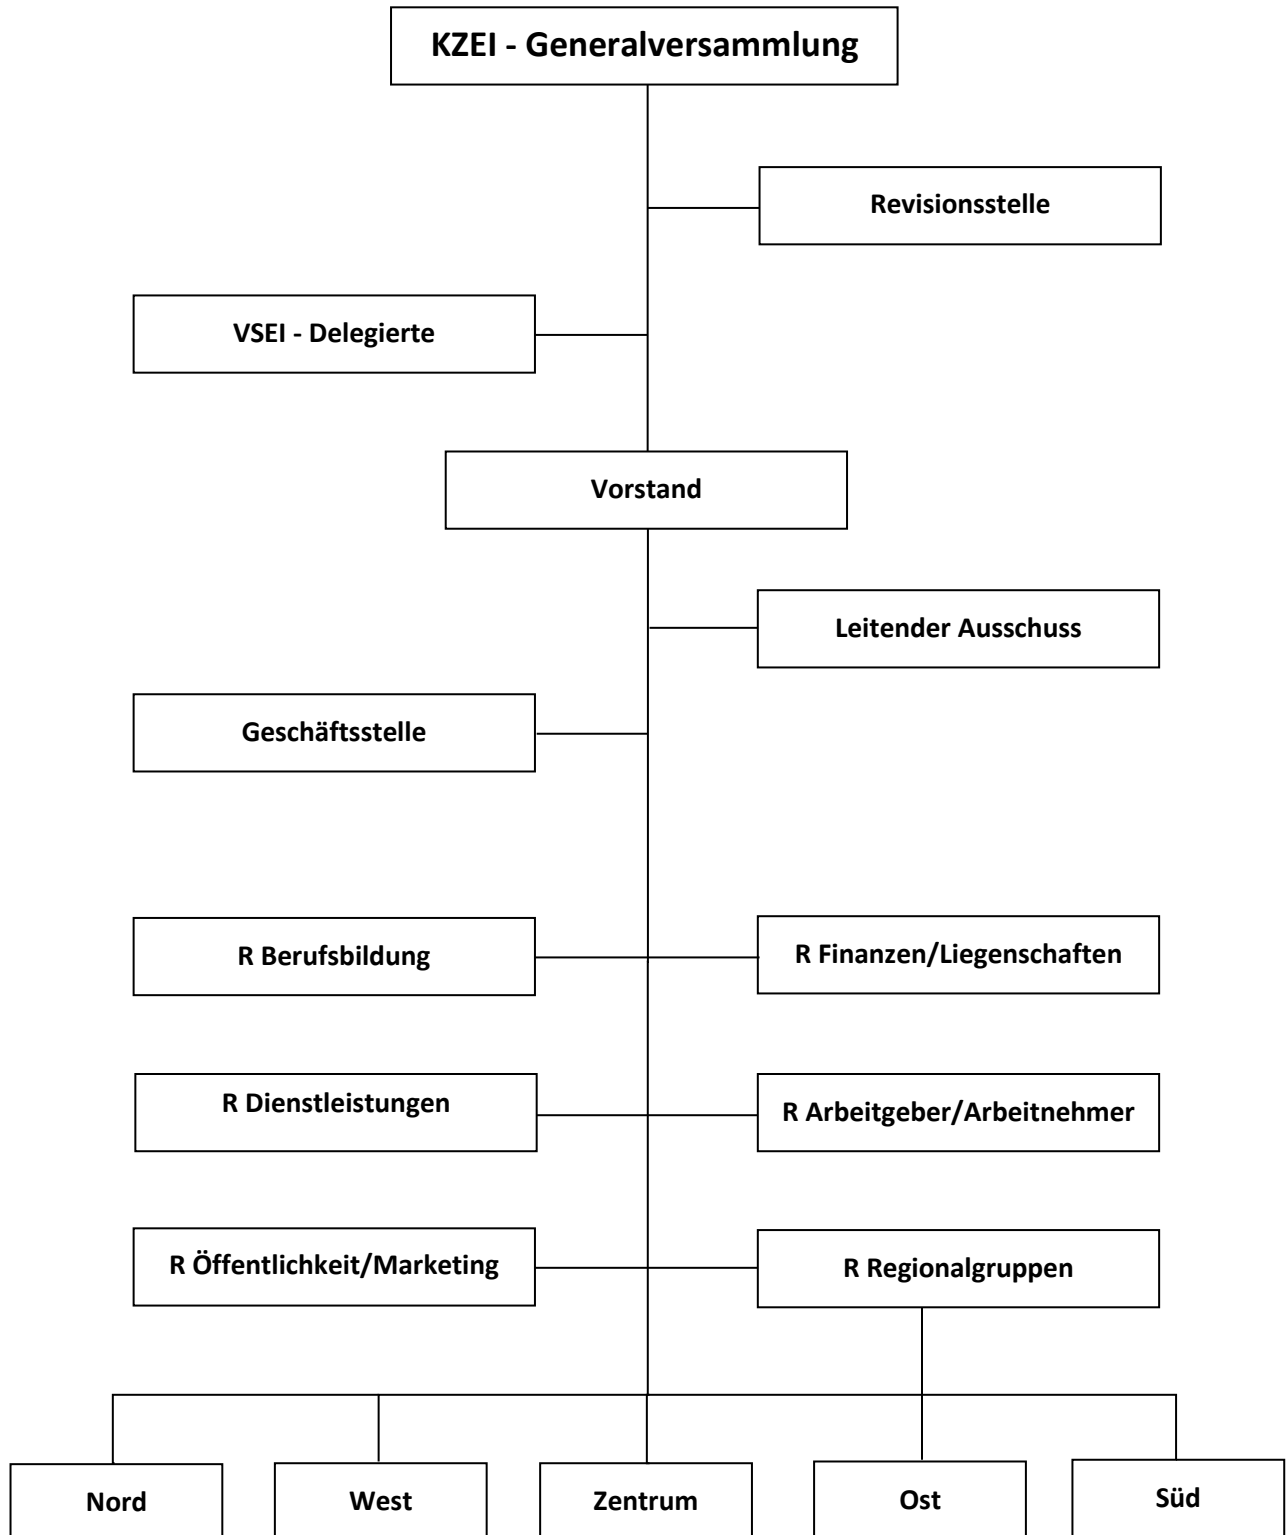 KZEI - Generalversammlung
Revisionsstelle
VSEI - Delegierte
Vorstand
Leitender Ausschuss
Geschäftsstelle
R Berufsbildung
R Finanzen/Liegenschaften
R Dienstleistungen
R Arbeitgeber/Arbeitnehmer
R Öffentlichkeit/Marketing
R Regionalgruppen
Nord
West
Zentrum
Ost
Süd